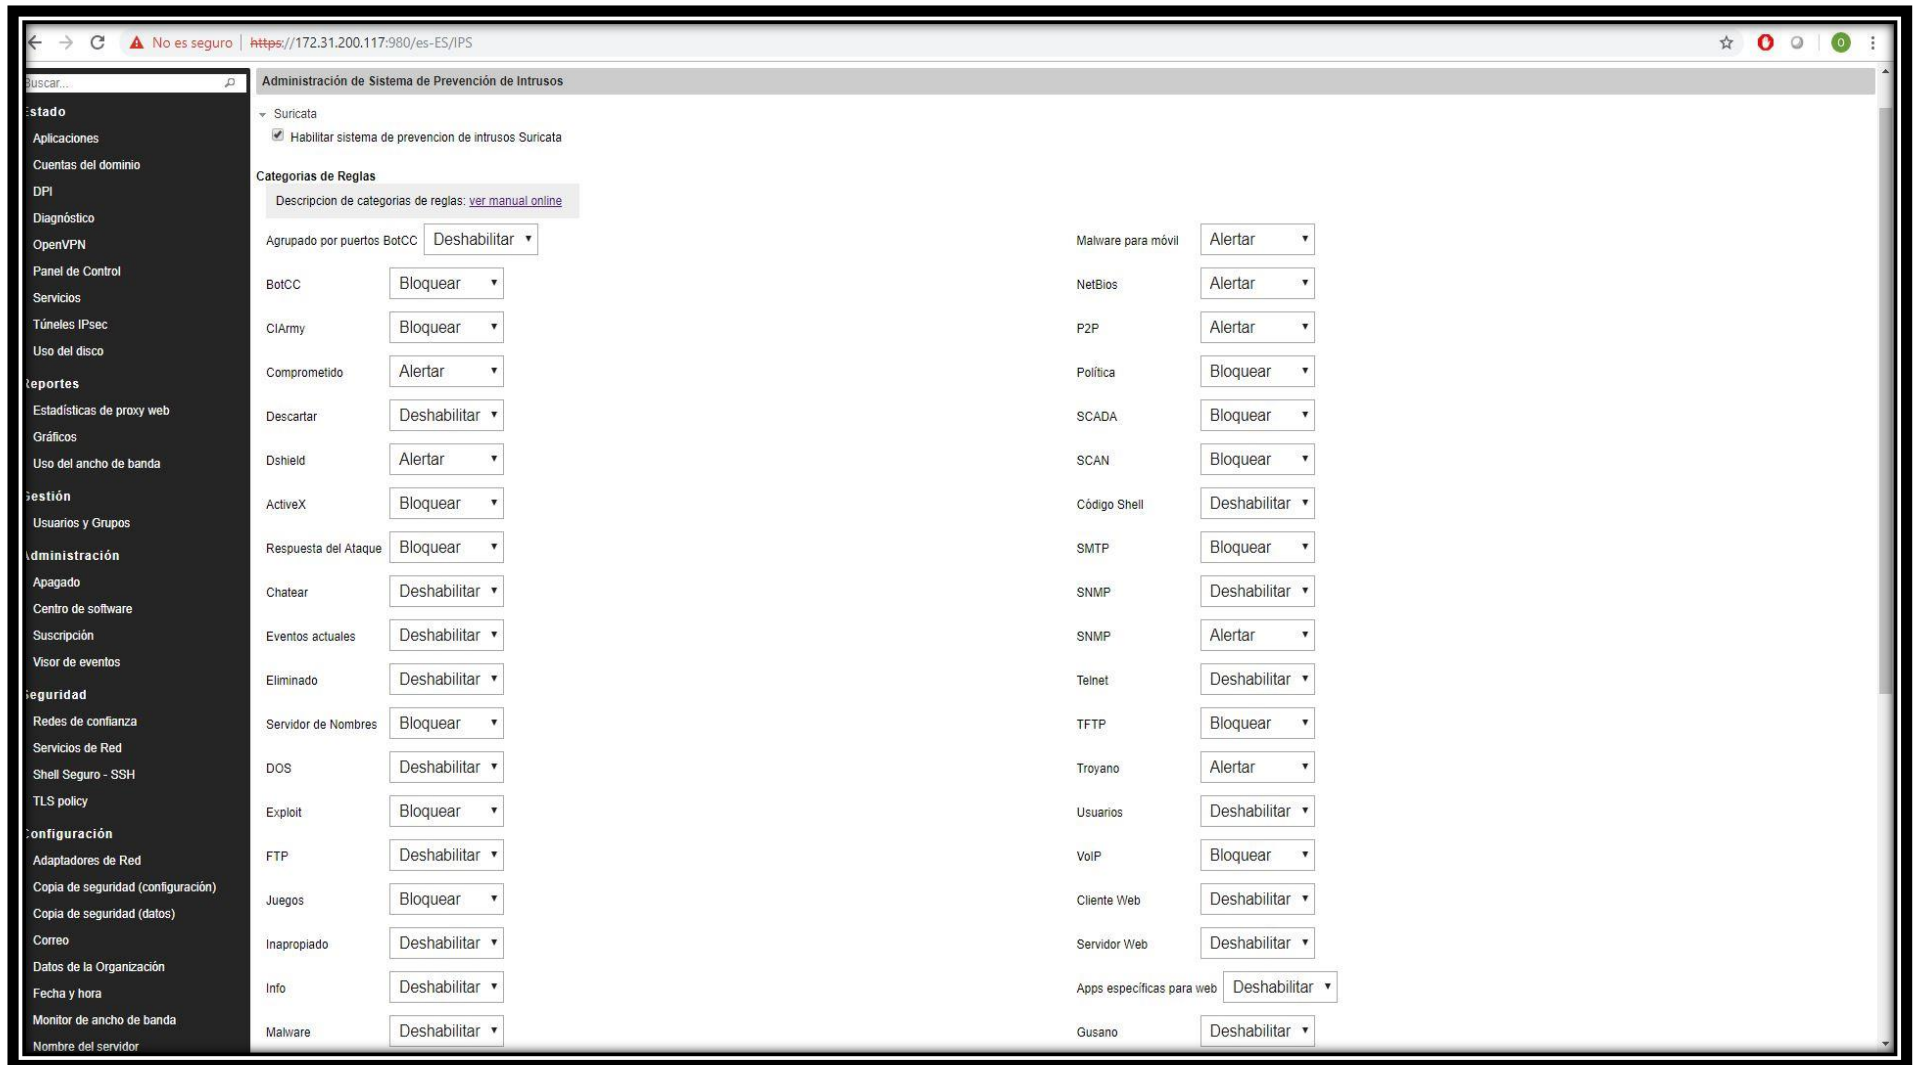 No es seguro | https://172.31.200.117:980/es-ES/IPS
Buscar...
Estado
Aplicaciones
Cuentas del dominio
DPI
Diagnóstico
OpenVPN
Panel de Control
Servicios
Túneles IPsec
Uso del disco
Reportes
Estadísticas de proxy web
Gráficos
Uso del ancho de banda
Gestión
Usuarios y Grupos
Administración
Apagado
Centro de software
Suscripción
Visor de eventos
Seguridad
Redes de confianza
Servicios de Red
Shell Seguro - SSH
TLS policy
Configuración
Adaptadores de Red
Copia de seguridad (configuración)
Copia de seguridad (datos)
Correo
Datos de la Organización
Fecha y hora
Monitor de ancho de banda
Nombre del servidor
Administración de Sistema de Prevención de Intrusos
Suricata
Habilitar sistema de prevencion de intrusos Suricata
Categorias de Reglas
Descripcion de categorias de reglas: ver manual online
Agrupado por puertos BotCC Deshabilitar
BotCC Bloquear
CIArmy Bloquear
Comprometido Alertar
Descartar Deshabilitar
Dshield Alertar
ActiveX Bloquear
Respuesta del Ataque Bloquear
Chatear Deshabilitar
Eventos actuales Deshabilitar
Eliminado Deshabilitar
Servidor de Nombres Bloquear
DOS Deshabilitar
Exploit Bloquear
FTP Deshabilitar
Juegos Bloquear
Inapropiado Deshabilitar
Info Deshabilitar
Malware Deshabilitar
Malware para móvil Alertar
NetBios Alertar
P2P Alertar
Política Bloquear
SCADA Bloquear
SCAN Bloquear
Código Shell Deshabilitar
SMTP Bloquear
SNMP Deshabilitar
SNMP Alertar
Telnet Deshabilitar
TFTP Bloquear
Troyano Alertar
Usuarios Deshabilitar
VoIP Bloquear
Cliente Web Deshabilitar
Servidor Web Deshabilitar
Apps específicas para web Deshabilitar
Gusano Deshabilitar